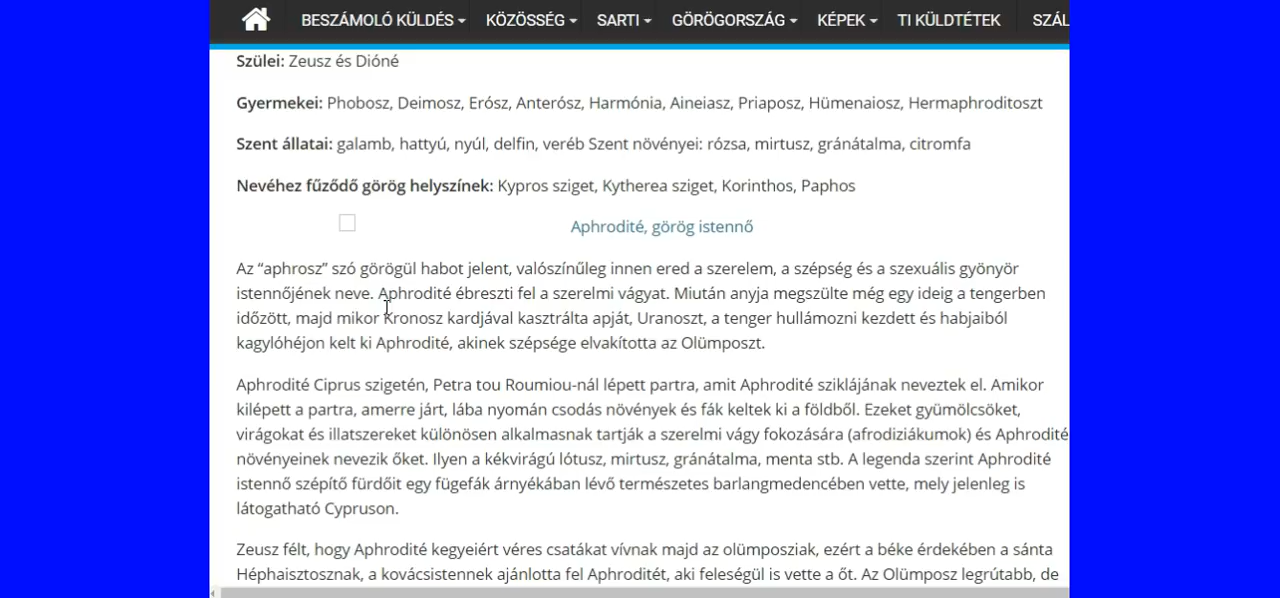 BESZÁMOLÓ KÜLDÉS KÖZÖSSÉG SARTI GÖRÖGORSZÁG KÉPEK TI KÜLDTÉTEK SZÁL
Szülei: Zeusz és Dióné
Gyermekei: Phobosz, Deimosz, Erósz, Anterósz, Harmónia, Aineiasz, Priaposz, Hümenaiosz, Hermaphroditoszt
Szent állatai: galamb, hattyú, nyúl, delfin, veréb Szent növényei: rózsa, mirtusz, gránátalma, citromfa
Nevéhez fűződő görög helyszínek: Kypros sziget, Kytherea sziget, Korinthos, Paphos
Aphrodité, görög istennő
Az “aphrosz” szó görögül habot jelent, valószínűleg innen ered a szerelem, a szépség és a szexuális gyönyör
istennőjének neve. Aphrodité ébreszti fel a szerelmi vágyat. Miután anyja megszülte még egy ideig a tengerben
időzött, majd mikor Kronosz kardjával kasztrálta apját, Uranoszt, a tenger hullámozni kezdett és habjaiból
kagylóhéjon kelt ki Aphrodité, akinek szépsége elvakította az Olümposzt.
Aphrodité Ciprus szigetén, Petra tou Roumiou-nál lépett partra, amit Aphrodité sziklájának neveztek el. Amikor
kilépett a partra, amerre járt, lába nyomán csodás növények és fák keltek ki a földből. Ezeket gyümölcsöket,
virágokat és illatszereket különösen alkalmasnak tartják a szerelmi vágy fokozására (afrodiziákumok) és Aphrodité
növényeinek nevezik őket. Ilyen a kékvirágú lótusz, mirtusz, gránátalma, menta stb. A legenda szerint Aphrodité
istennő szépítő fürdőit egy fügefák árnyékában lévő természetes barlangmedencében vette, mely jelenleg is
látogatható Cypruson.
Zeusz félt, hogy Aphrodité kegyeiért véres csatákat vívnak majd az olümposziak, ezért a béke érdekében a sánta
Héphaisztosznak, a kovácsistennek ajánlotta fel Aphroditét, aki feleségül is vette a őt. Az Olümposz legrútabb, de